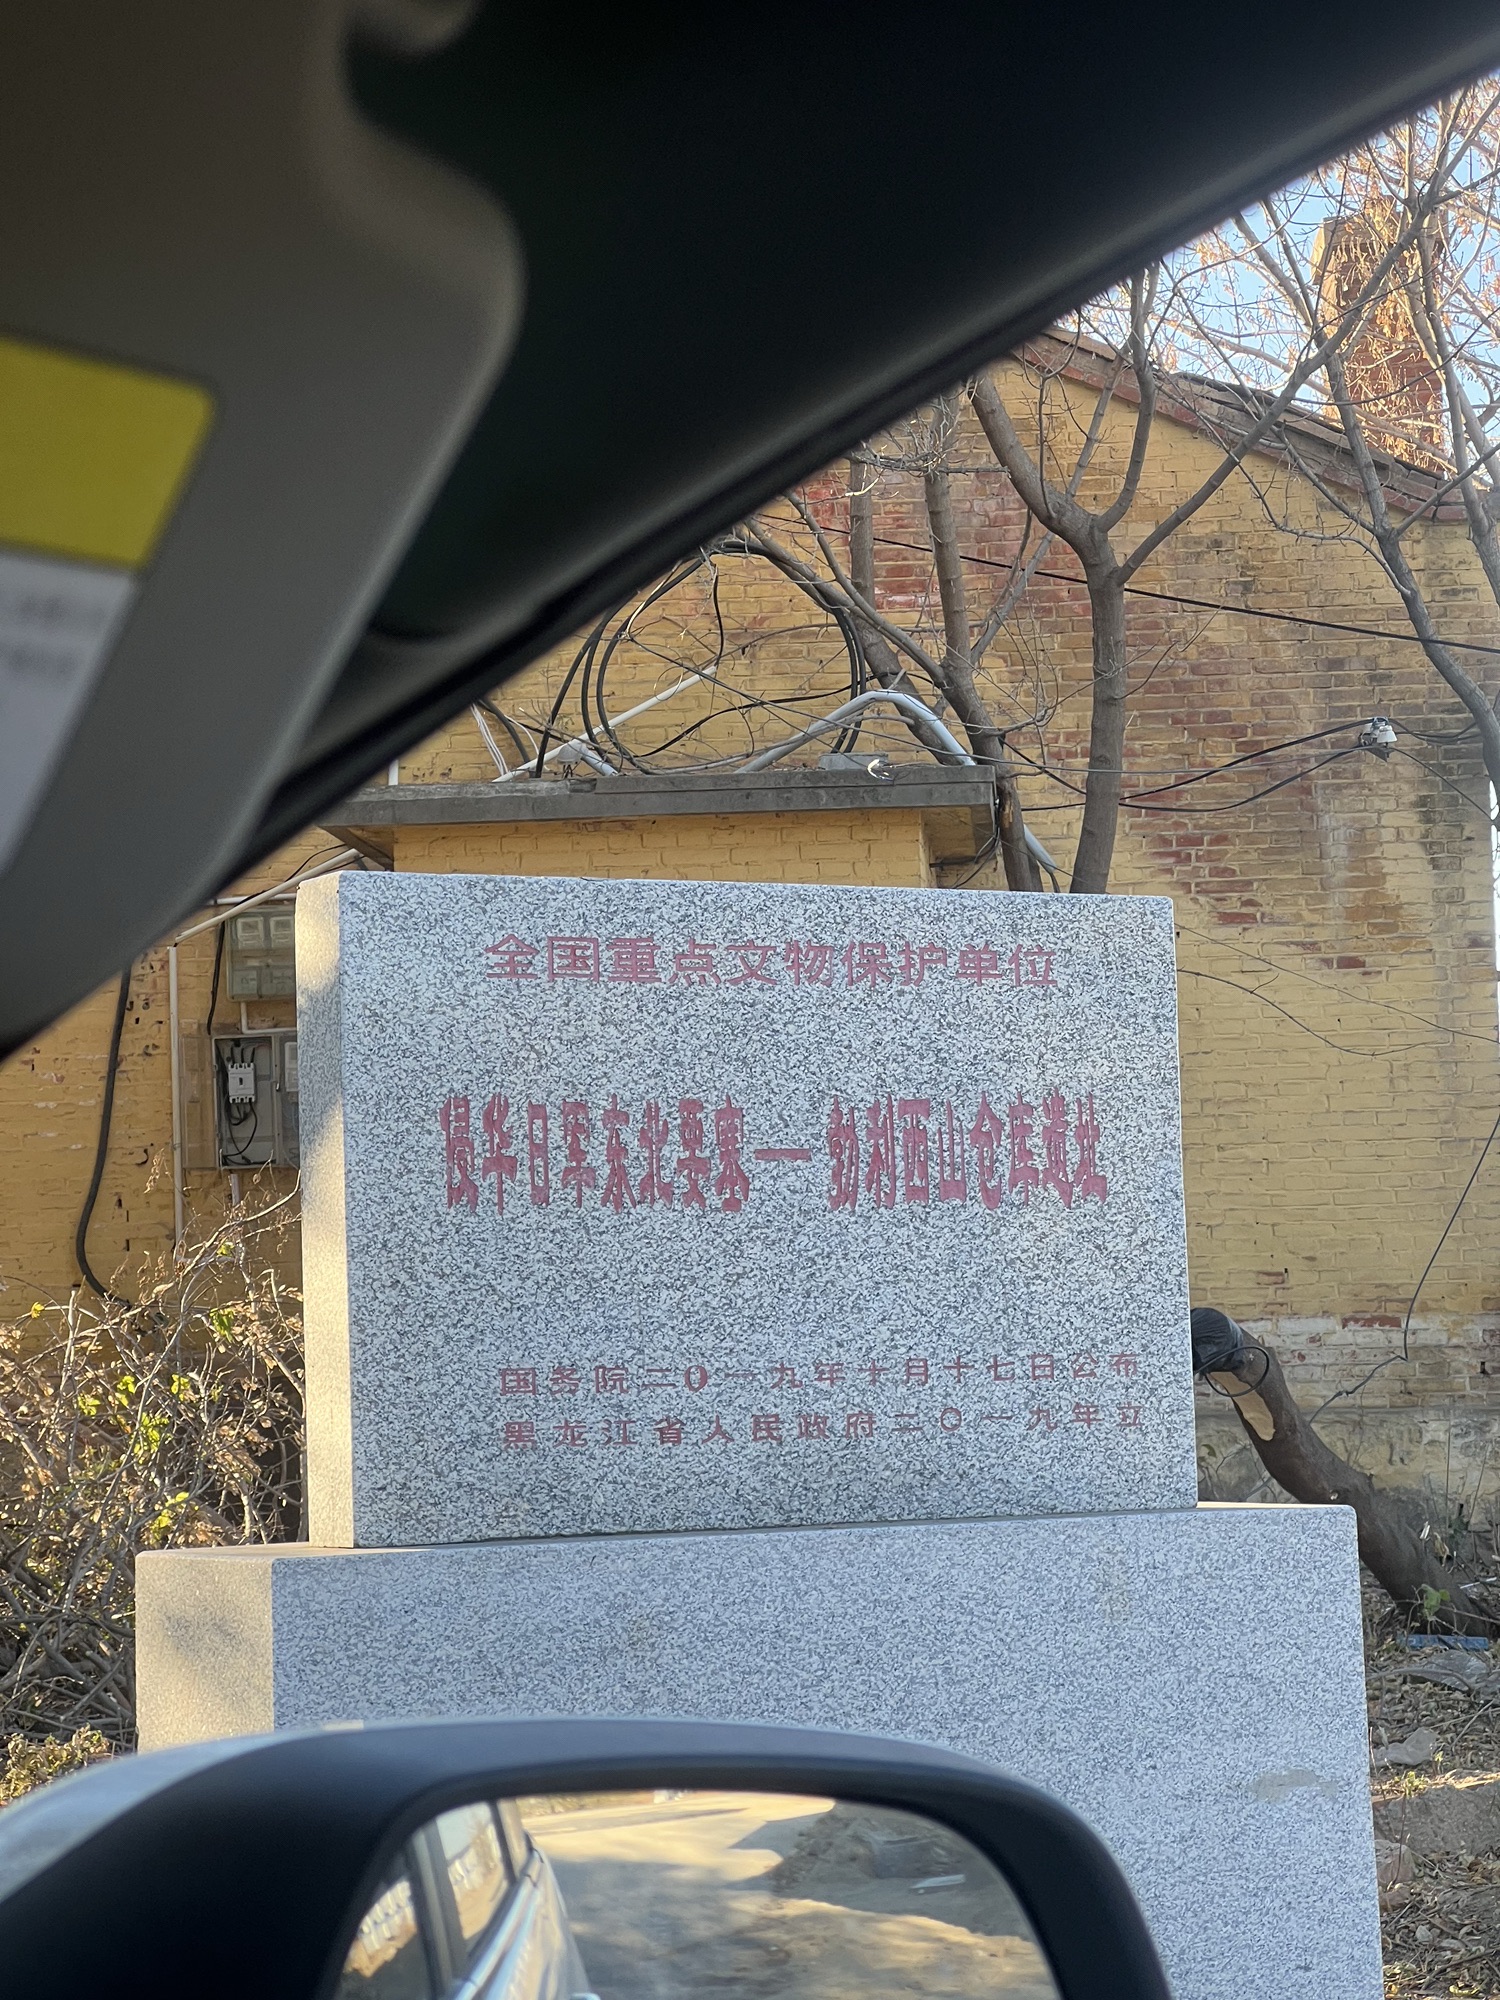 全国重点文物保护单位
侵华日军东北要塞—勃利西山仓库遗址
国务院二0一九年十月十七日公布
黑龙江省人民政府二〇一九年立